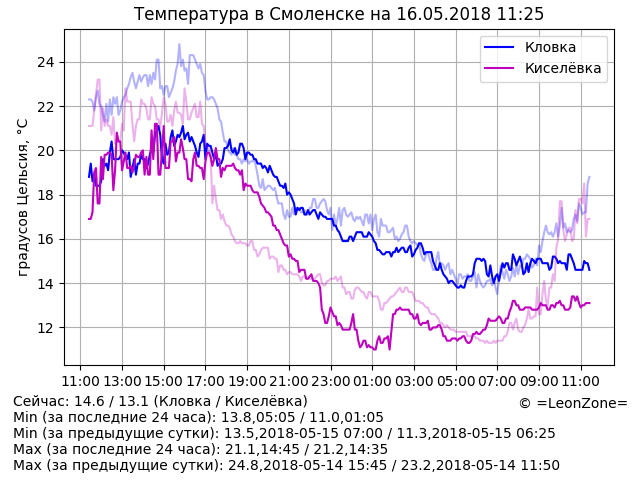 Температура в Смоленске на 16.05.2018 11:25
Кловка
Киселёвка
градусов Цельсия, °C
24
22
20
18
16
14
12
11:00 13:00 15:00 17:00 19:00 21:00 23:00 01:00 03:00 05:00 07:00 09:00 11:00
Сейчас: 14.6 / 13.1 (Кловка / Киселёвка)
© =LeonZone=
Min (за последние 24 часа): 13.8,05:05 / 11.0,01:05
Min (за предыдущие сутки): 13.5,2018-05-15 07:00 / 11.3,2018-05-15 06:25
Max (за последние 24 часа): 21.1,14:45 / 21.2,14:35
Max (за предыдущие сутки): 24.8,2018-05-14 15:45 / 23.2,2018-05-14 11:50